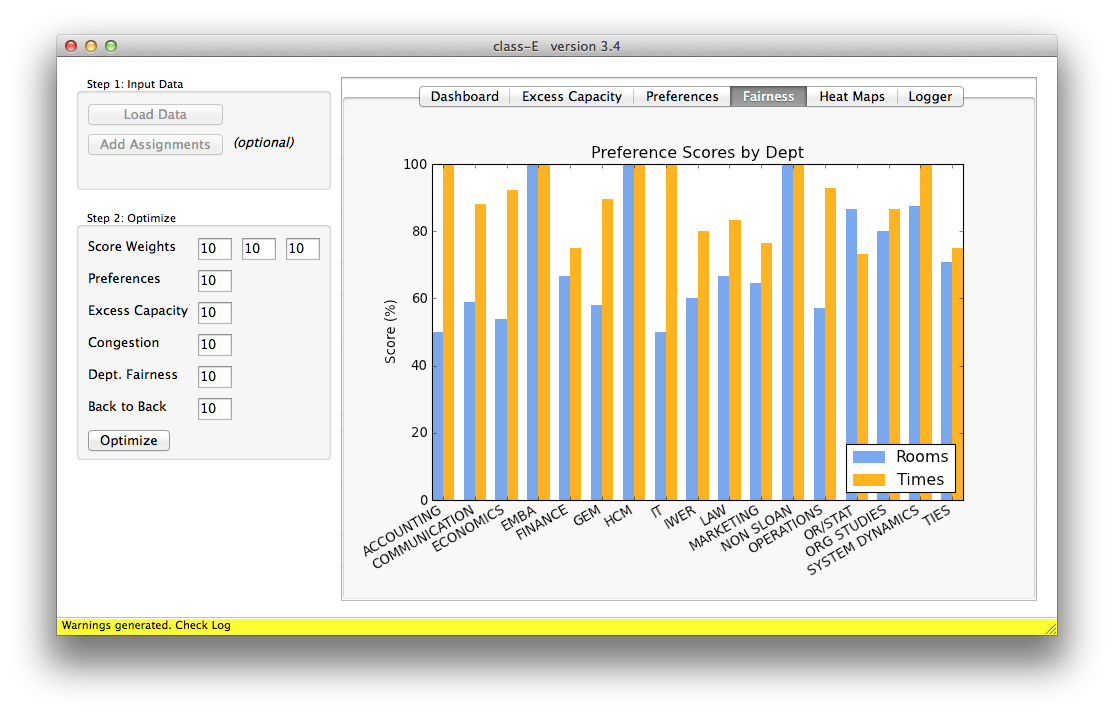 class-E version 3.4
Step 1: Input Data
Load Data
Add Assignments (optional)
Step 2: Optimize
Score Weights 10 10 10
Preferences 10
Excess Capacity 10
Congestion 10
Dept. Fairness 10
Back to Back 10
Optimize
Dashboard Excess Capacity Preferences Fairness Heat Maps Logger
Preference Scores by Dept
Score (%)
100
80
60
40
20
0
ACCOUNTING
COMMUNICATION
ECONOMICS
EMBA
FINANCE
GEM
HCM
IT
IWER
LAW
MARKETING
NON SLOAN
OPERATIONS
OR/STAT
ORG STUDIES
SYSTEM DYNAMICS
TIES
Rooms
Times
Warnings generated. Check Log